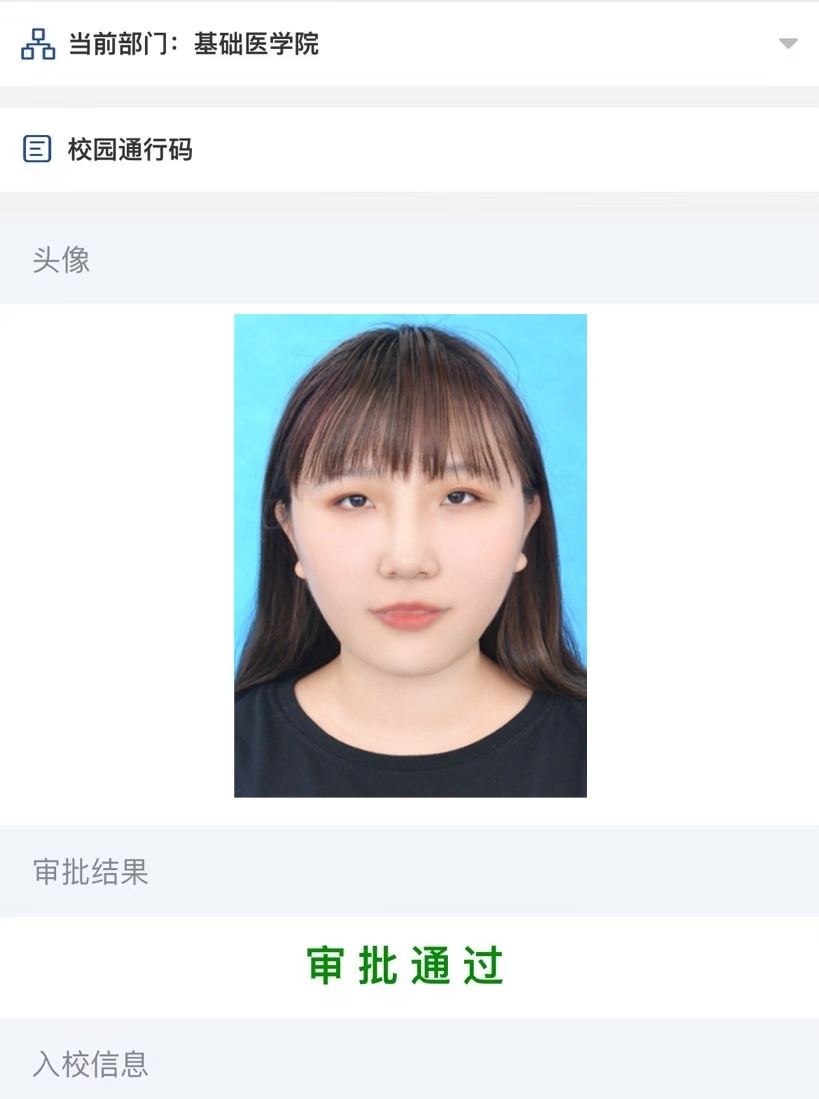 当前部门：基础医学院
校园通行码
头像
审批结果
审批通过
入校信息